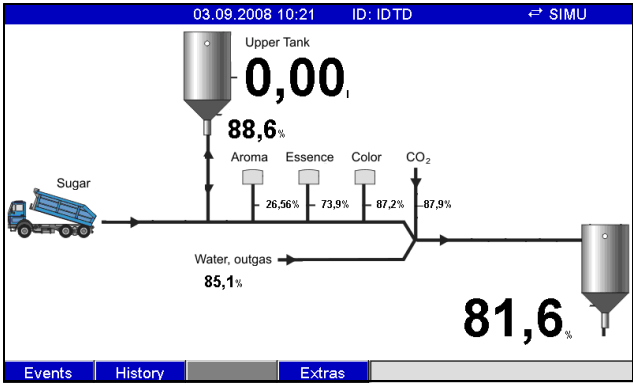 03.09.2008 10:21 ID: IDTD ⇄ SIMU
Upper Tank
0,00 l
88,6%
Aroma Essence Color CO₂
Sugar
26,56% 73,9% 87,2% 87,9%
Water, outgas
85,1%
81,6%
Events History Extras